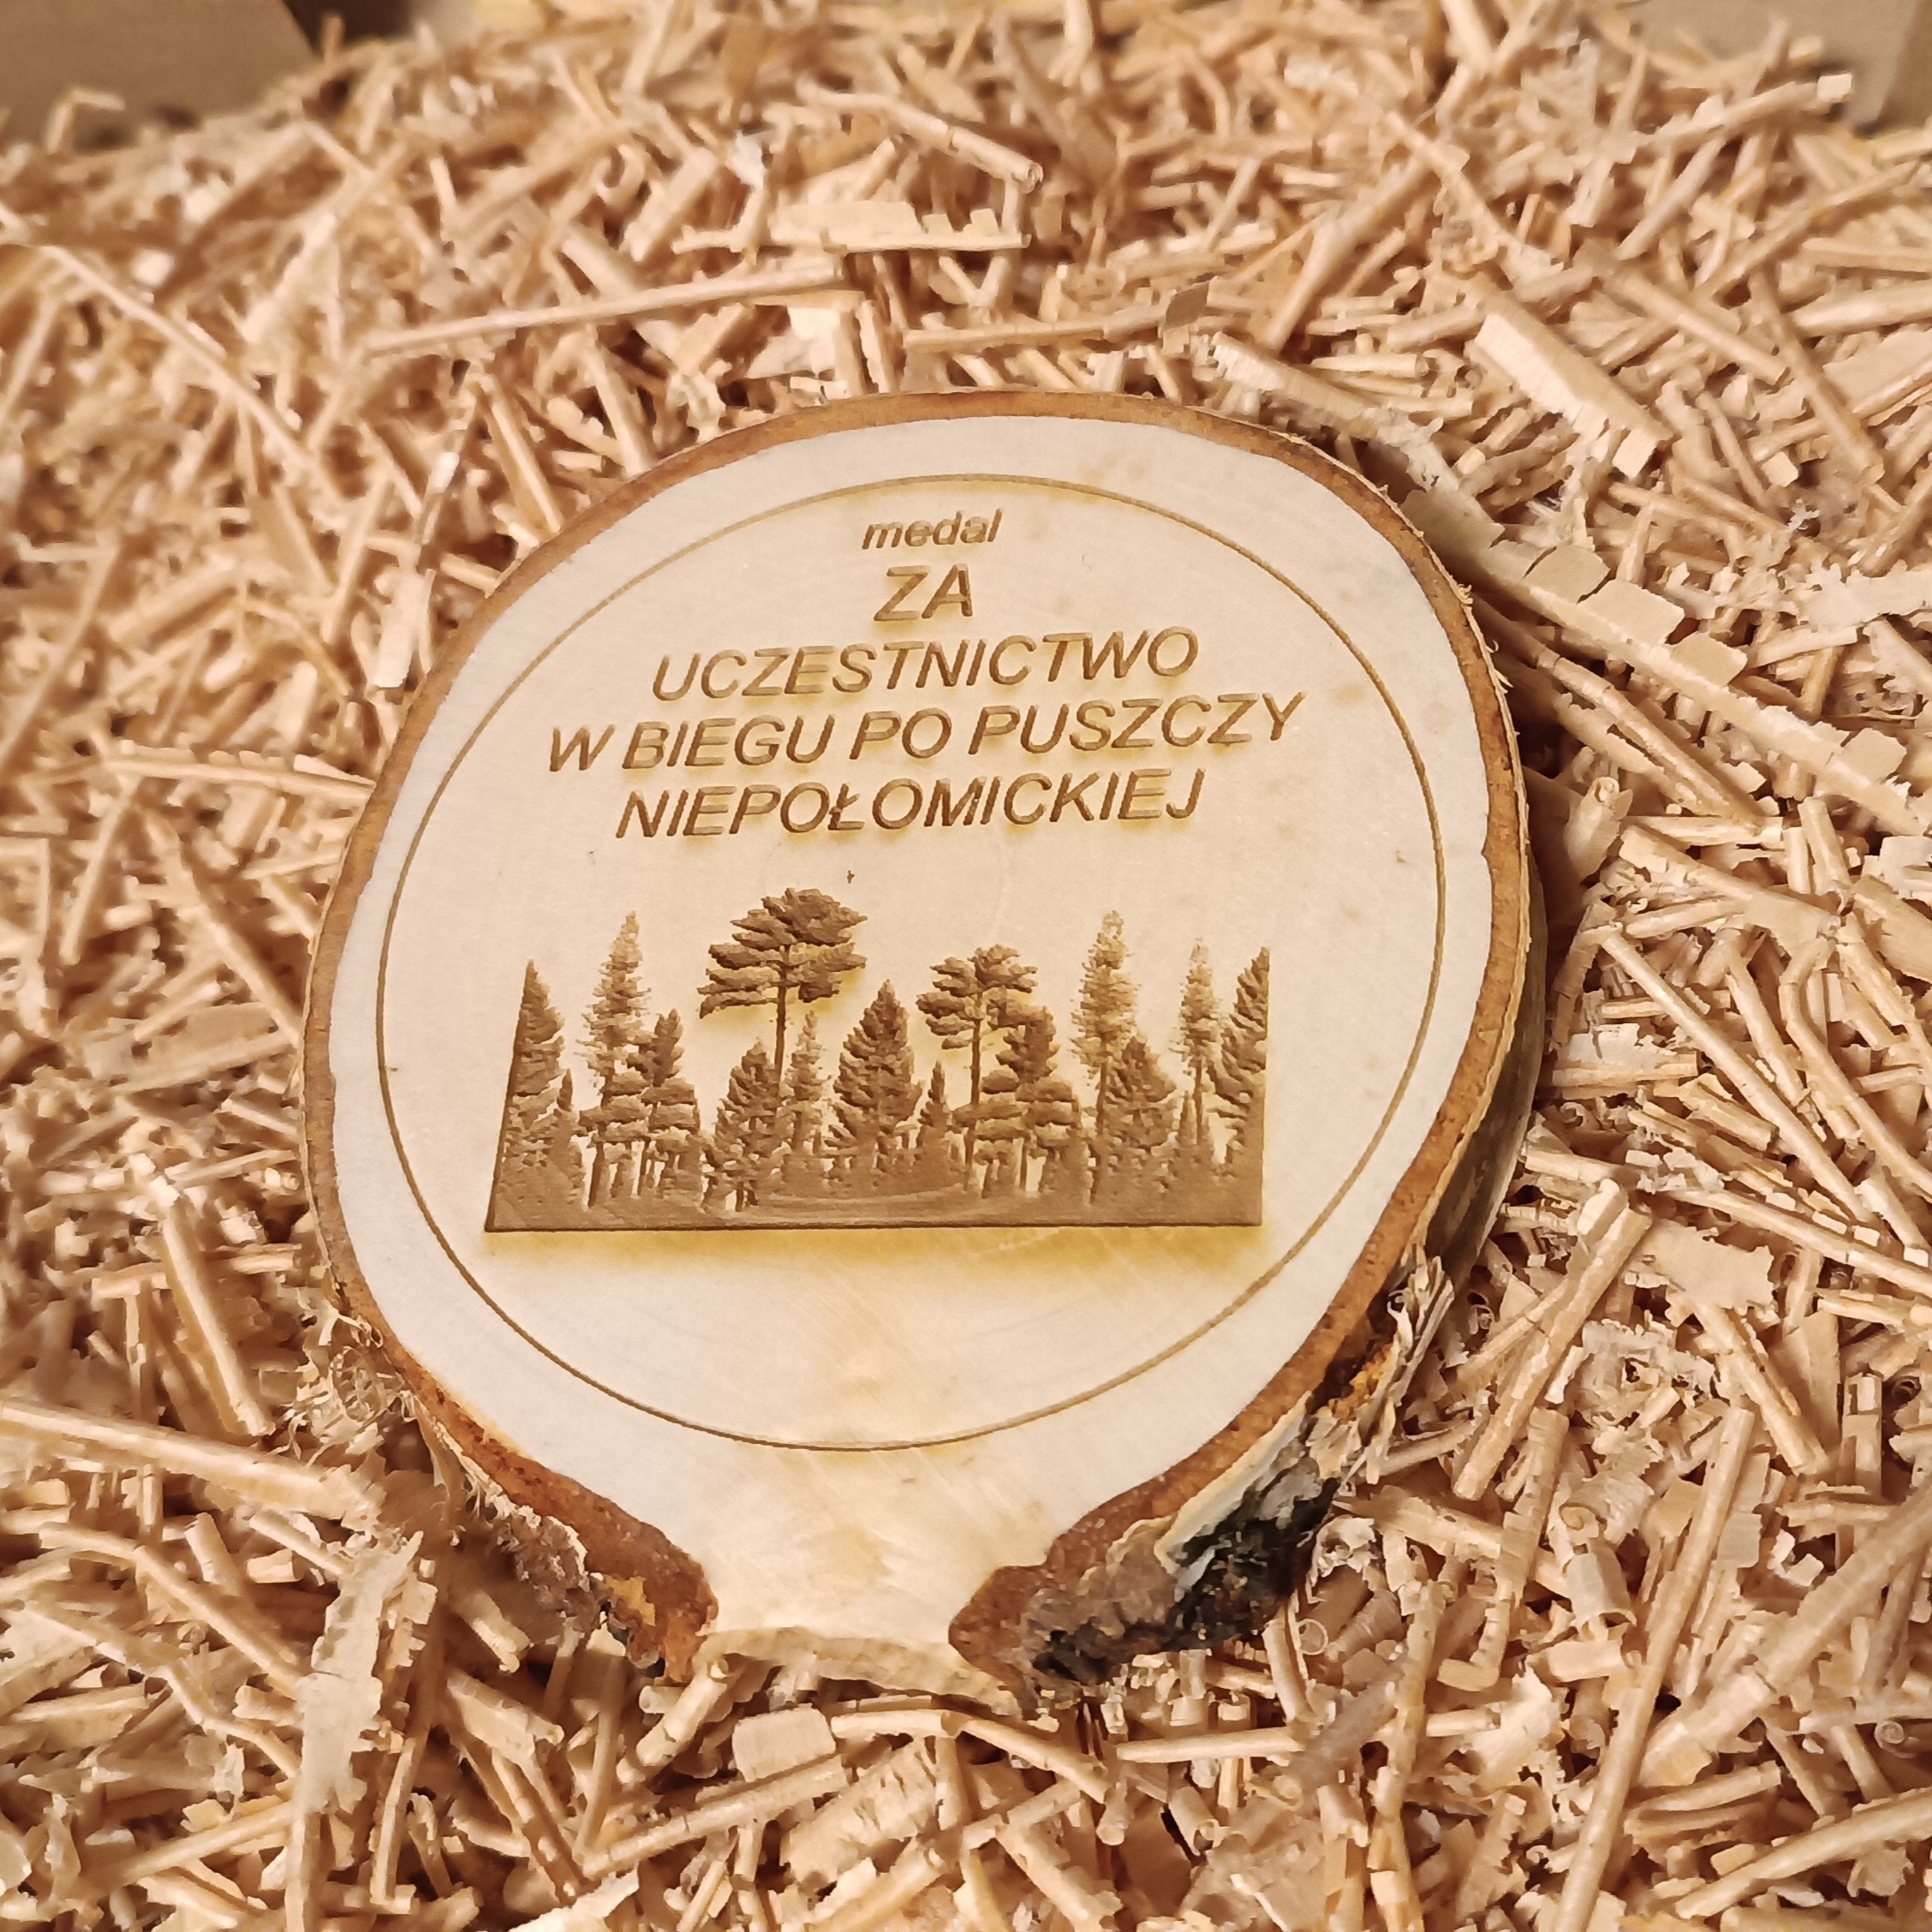 medal
ZA
UCZESTNICTWO
W BIEGU PO PUSZCZY
NIEPOŁOMICKIEJ